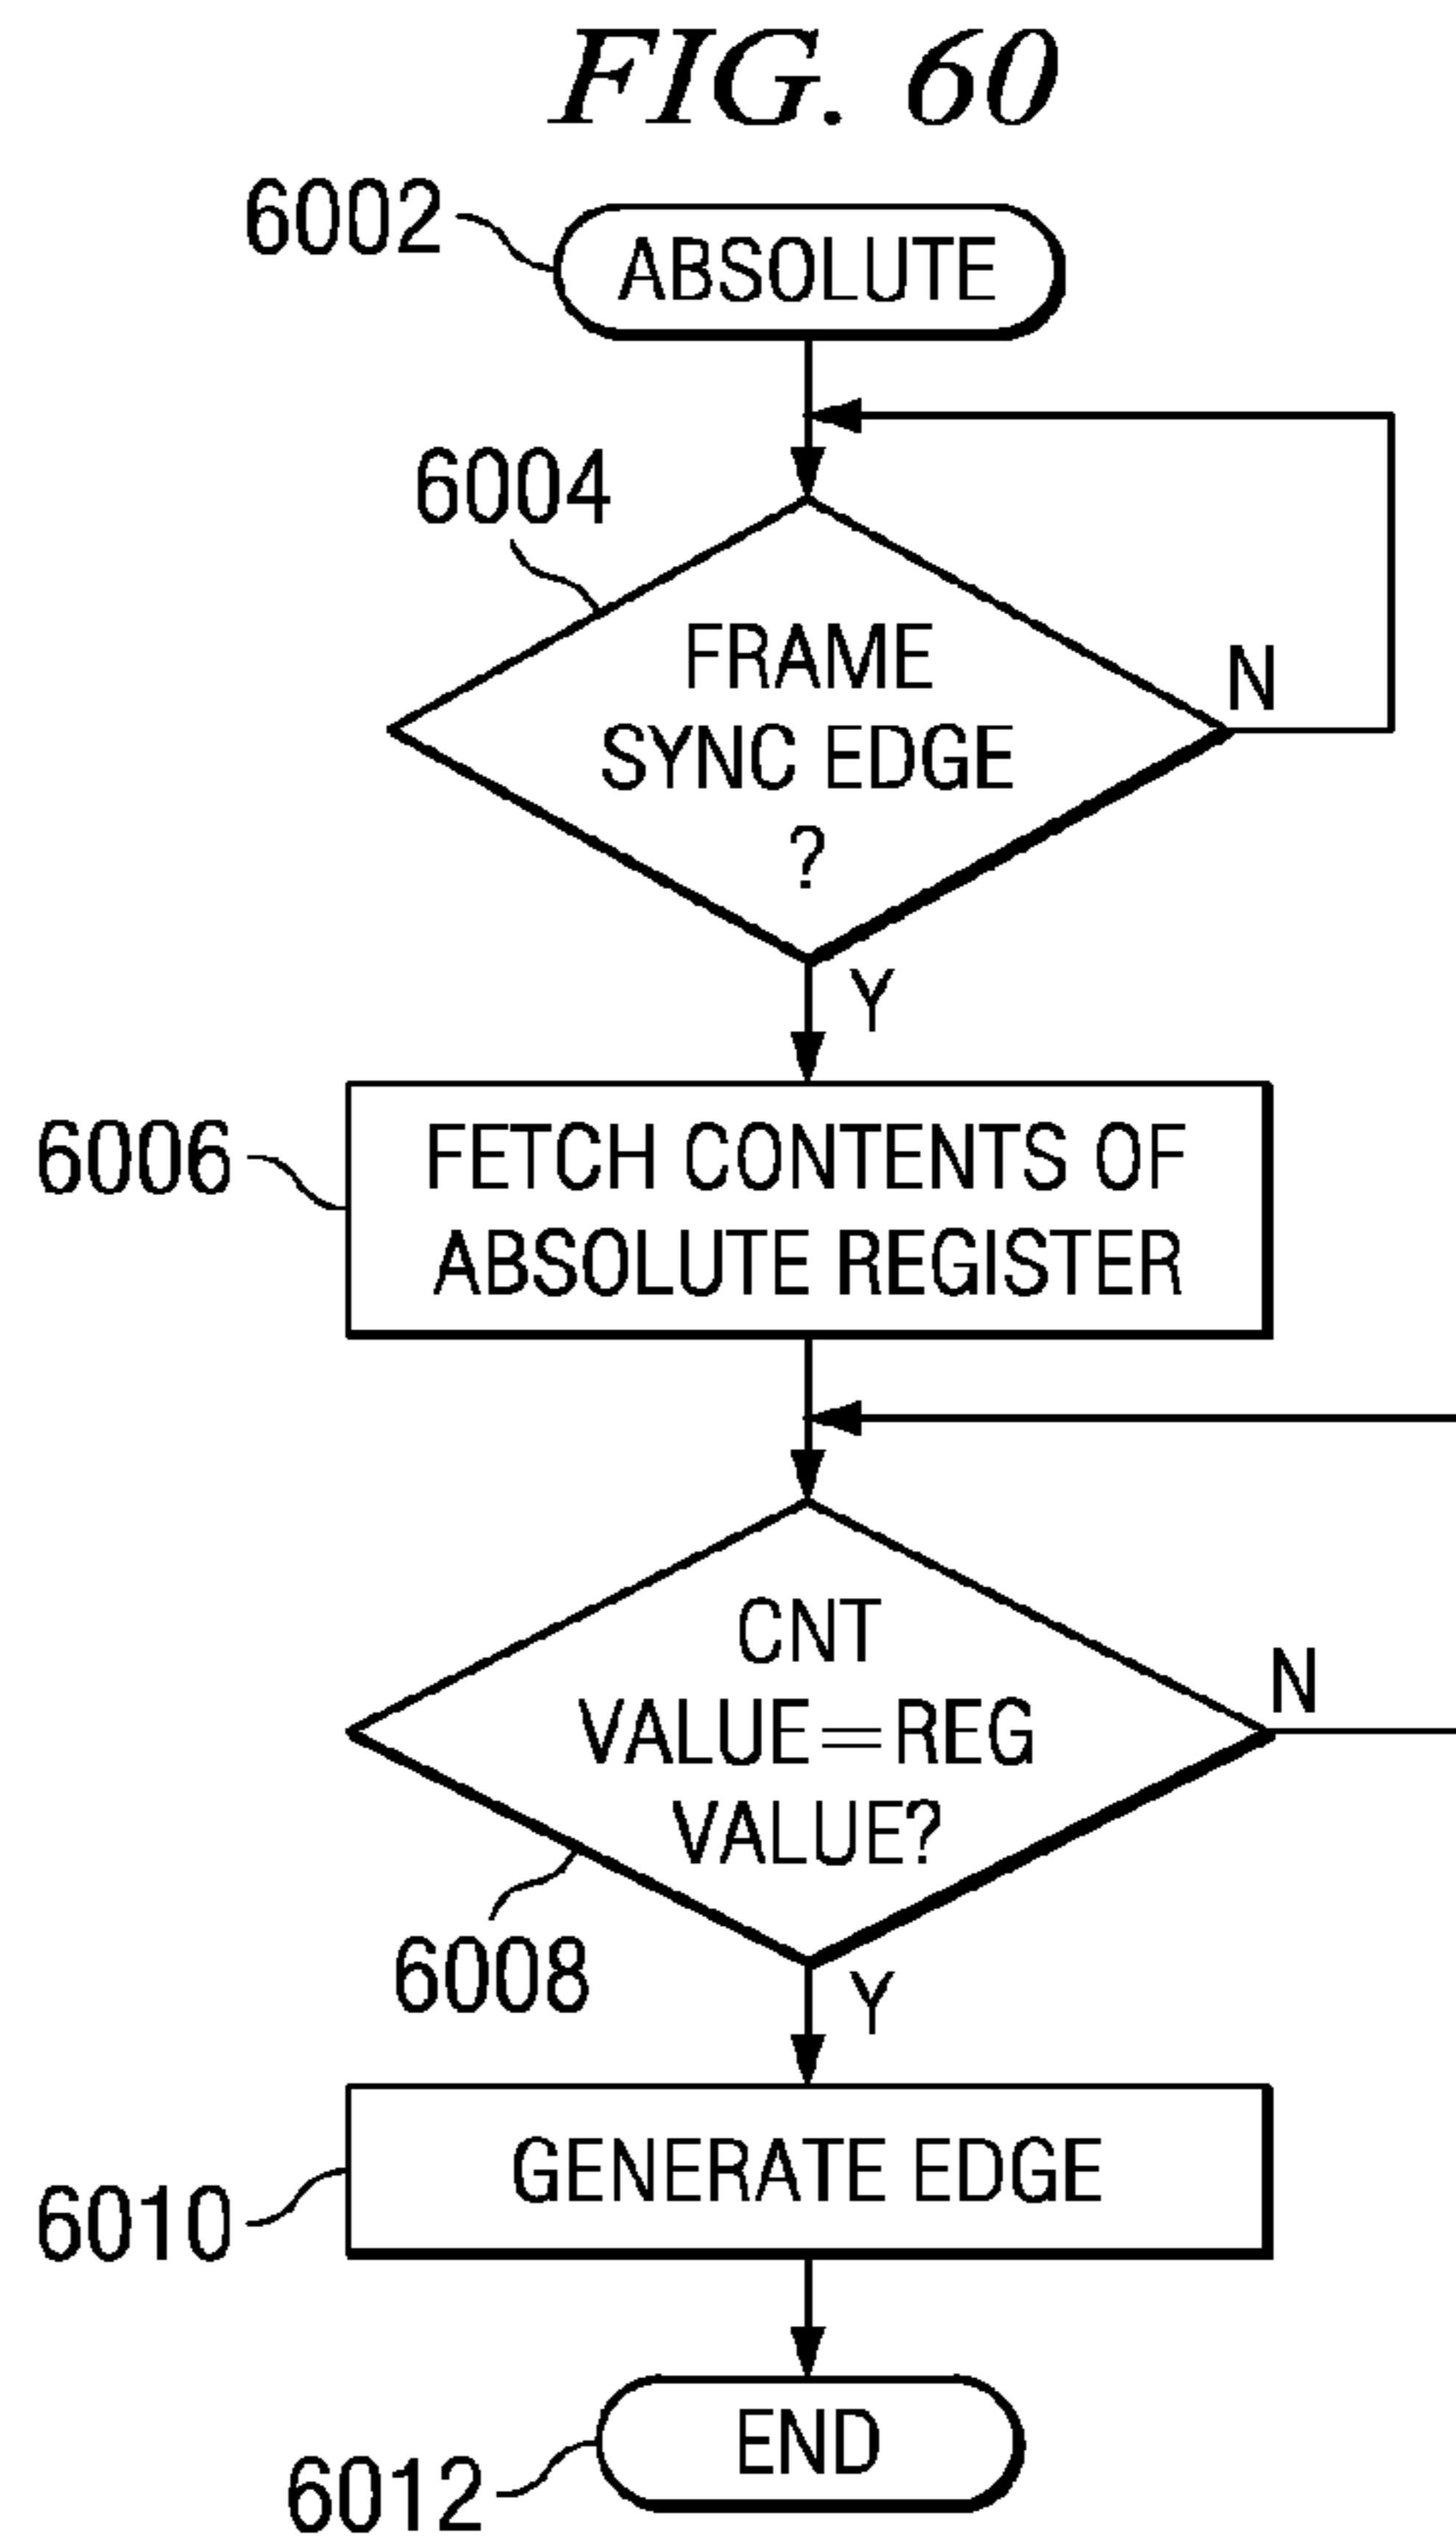 FIG. 60
6002
ABSOLUTE
6004
FRAME
SYNC EDGE
?
N
Y
6006
FETCH CONTENTS OF
ABSOLUTE REGISTER
CNT
VALUE=REG
VALUE?
N
6008
Y
GENERATE EDGE
6010
END
6012